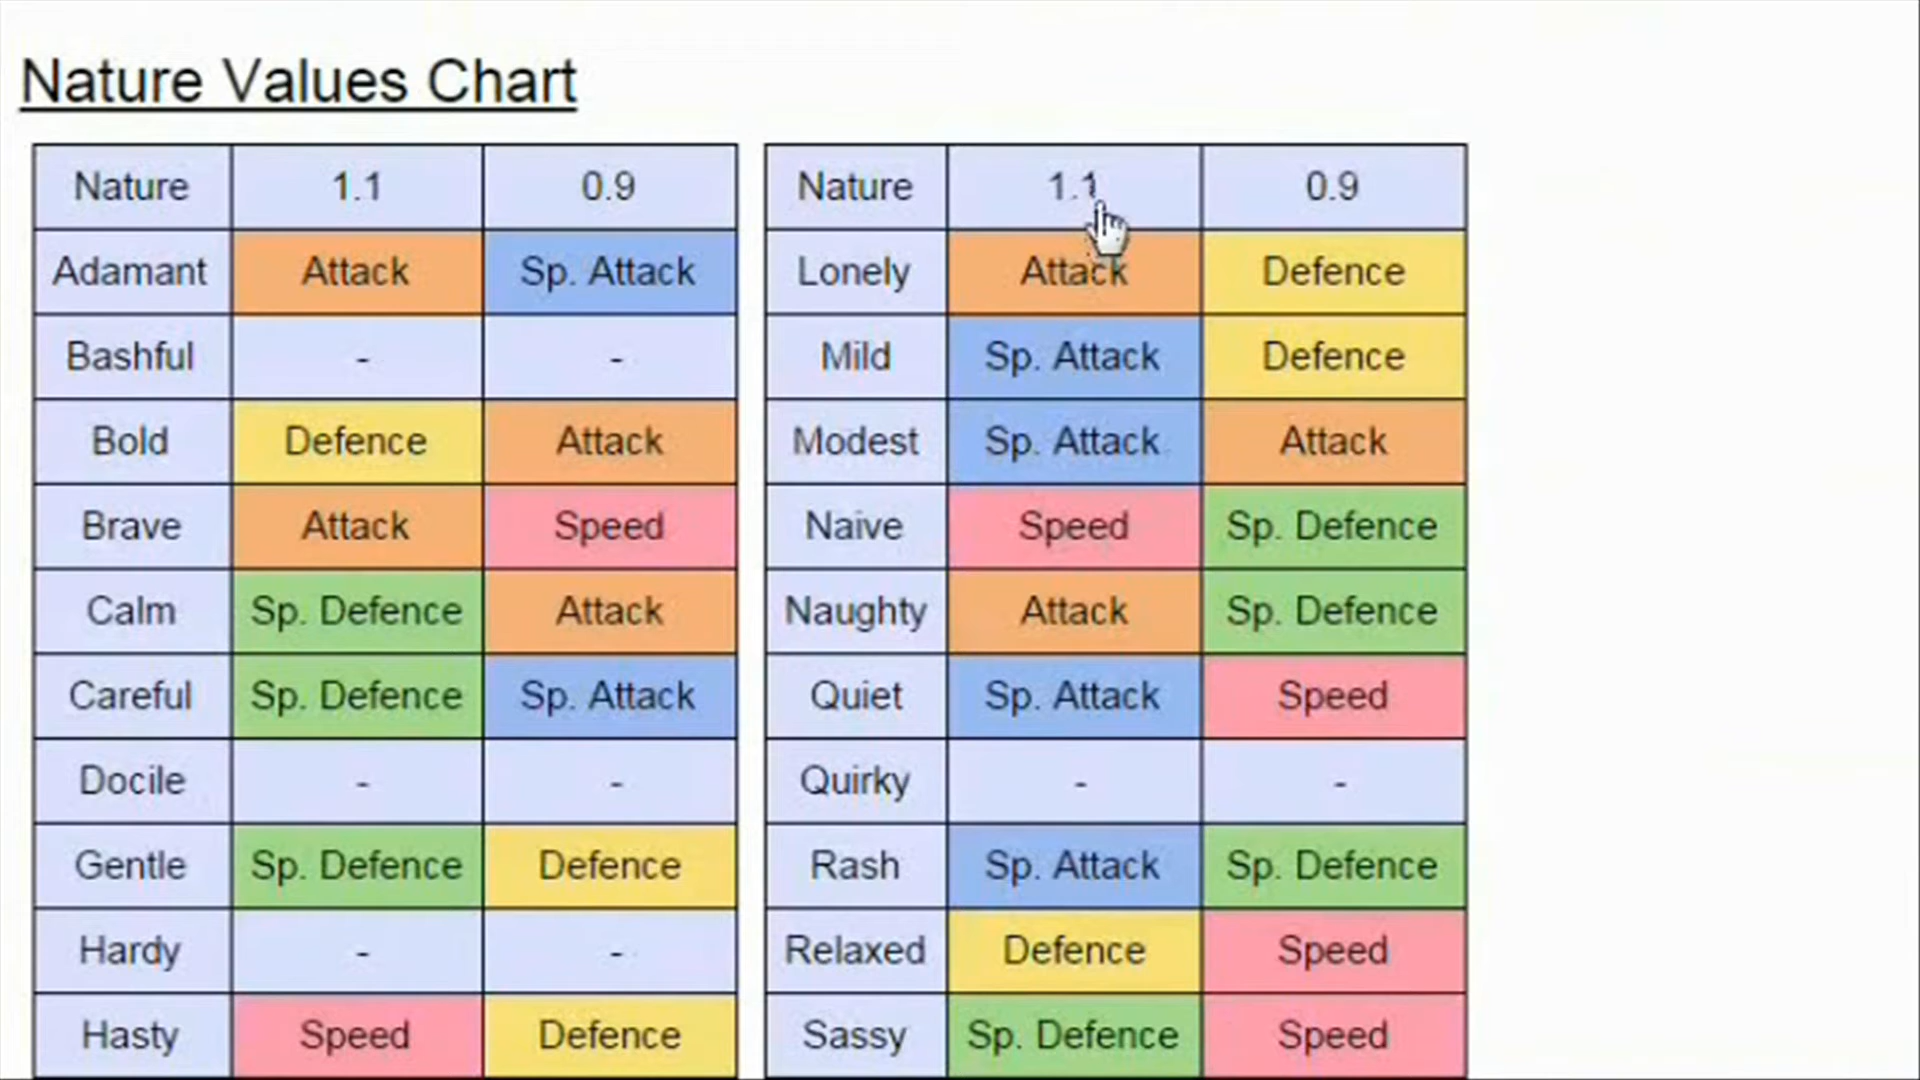 Nature Values Chart
Nature 1.1 0.9
Adamant Attack Sp. Attack
Bashful - -
Bold Defence Attack
Brave Attack Speed
Calm Sp. Defence Attack
Careful Sp. Defence Sp. Attack
Docile - -
Gentle Sp. Defence Defence
Hardy - -
Hasty Speed Defence
Nature 1.1 0.9
Lonely Attack Defence
Mild Sp. Attack Defence
Modest Sp. Attack Attack
Naive Speed Sp. Defence
Naughty Attack Sp. Defence
Quiet Sp. Attack Speed
Quirky - -
Rash Sp. Attack Sp. Defence
Relaxed Defence Speed
Sassy Sp. Defence Speed